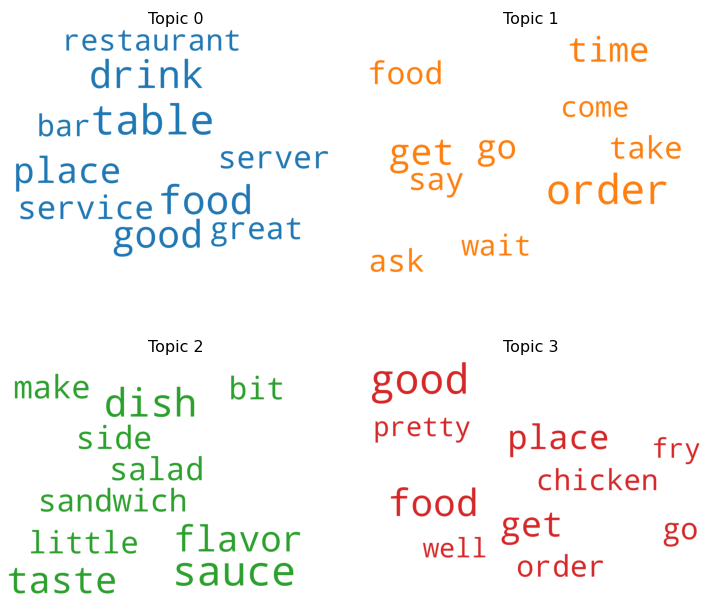 Topic 0
restaurant
drink
bar table
server
place
service food
good great
Topic 1
time
food
come
get go take
say order
wait
ask
Topic 2
make dish bit
side
salad
sandwich
little flavor
taste sauce
Topic 3
good
pretty place fry
chicken
food
get go
well
order